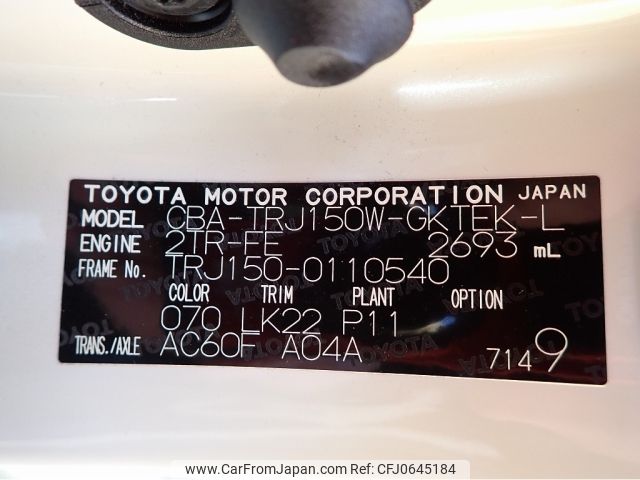 TOYOTA MOTOR CORPORATION JAPAN
MODEL CBA-TRJ150W-GKTEK-L
ENGINE 2TR-FE 2693 mL
FRAME No. TRJ150-0110540
COLOR TRIM PLANT OPTION
070 LK22 P11
TRANS./AXLE AC60F A04A 7149
www.CarFromJapan.com | Ref No. CFJ0645184